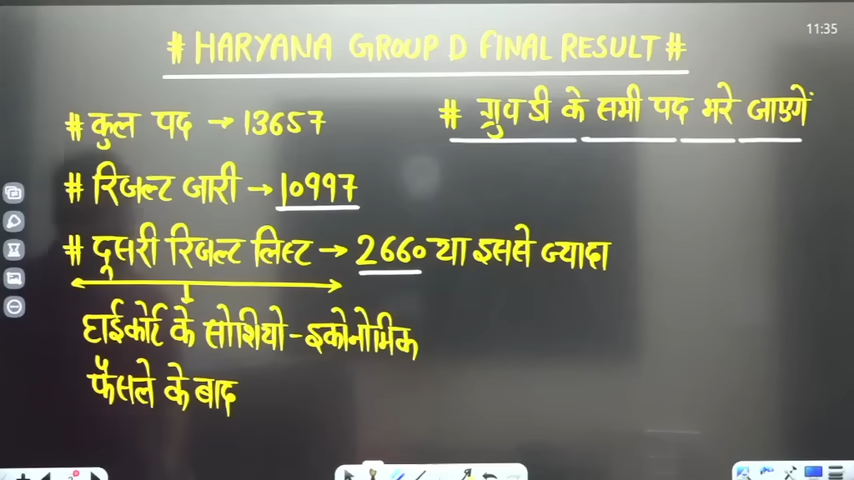 11:35
# HARYANA GROUP D FINAL RESULT #
# कुल पद → 13657
# ग्रुप डी के सभी पद भरे जाएगें
# रिजल्ट जारी → 10997
# दूसरी रिजल्ट लिस्ट → 2660 या इससे ज्यादा
हाईकोर्ट के सोशियो-इकोनोमिक
फैसले के बाद